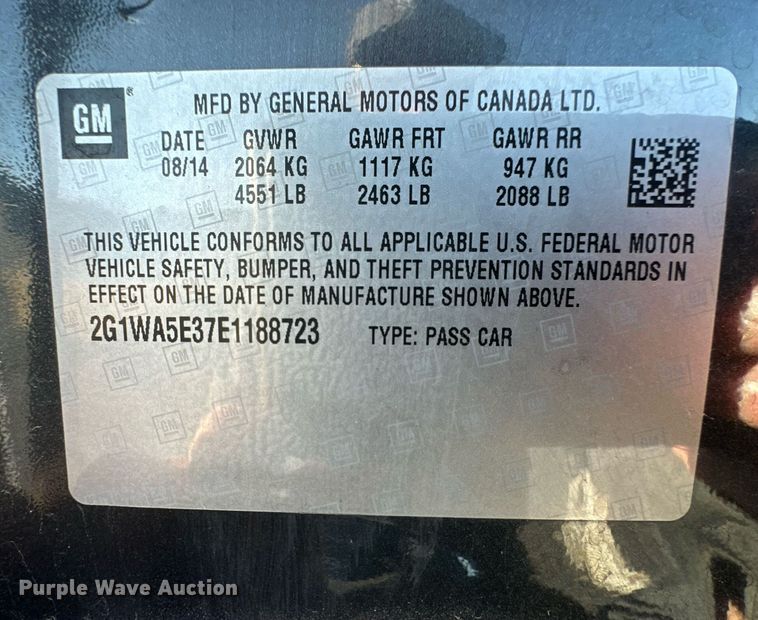 GM
MFD BY GENERAL MOTORS OF CANADA LTD.
DATE GVWR GAWR FRT GAWR RR
08/14 2064 KG 1117 KG 947 KG
4551 LB 2463 LB 2088 LB
THIS VEHICLE CONFORMS TO ALL APPLICABLE U.S. FEDERAL MOTOR
VEHICLE SAFETY, BUMPER, AND THEFT PREVENTION STANDARDS IN
EFFECT ON THE DATE OF MANUFACTURE SHOWN ABOVE.
2G1WA5E37E1188723 TYPE: PASS CAR
Purple Wave Auction